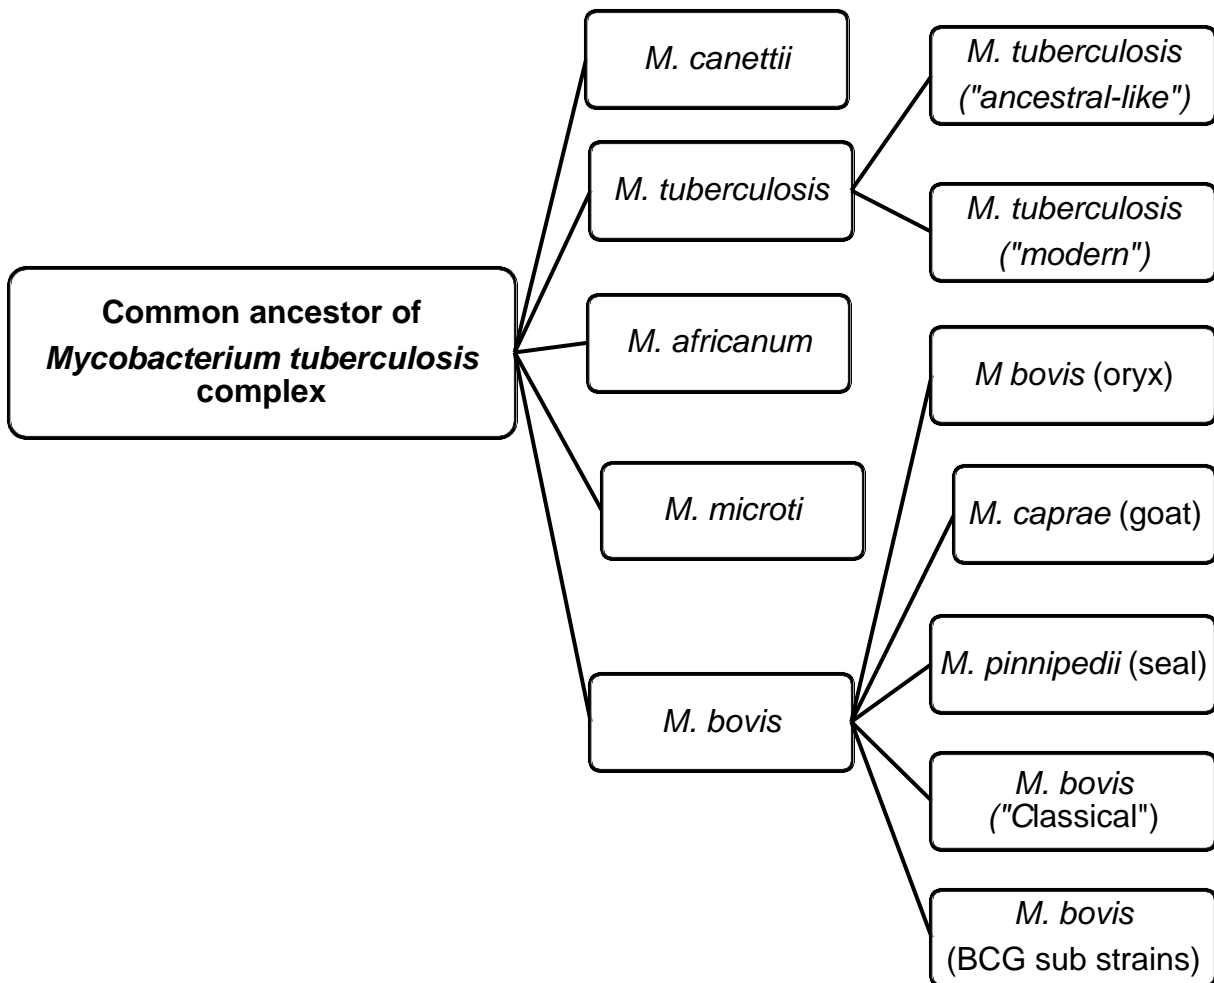 Common ancestor of
Mycobacterium tuberculosis
complex
M. canettii
M. tuberculosis
M. africanum
M. microti
M. bovis
M. tuberculosis
("ancestral-like")
M. tuberculosis
("modern")
M bovis (oryx)
M. caprae (goat)
M. pinnipedii (seal)
M. bovis
("Classical")
M. bovis
(BCG sub strains)